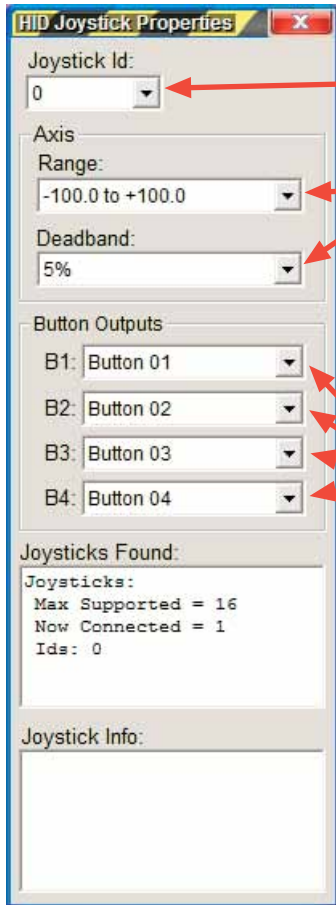 HID Joystick Properties
Joystick Id:
0
Axis
Range:
-100.0 to +100.0
Deadband:
5%
Button Outputs
B1: Button 01
B2: Button 02
B3: Button 03
B4: Button 04
Joysticks Found:
Joysticks:
Max Supported = 16
Now Connected = 1
Ids: 0
Joystick Info: